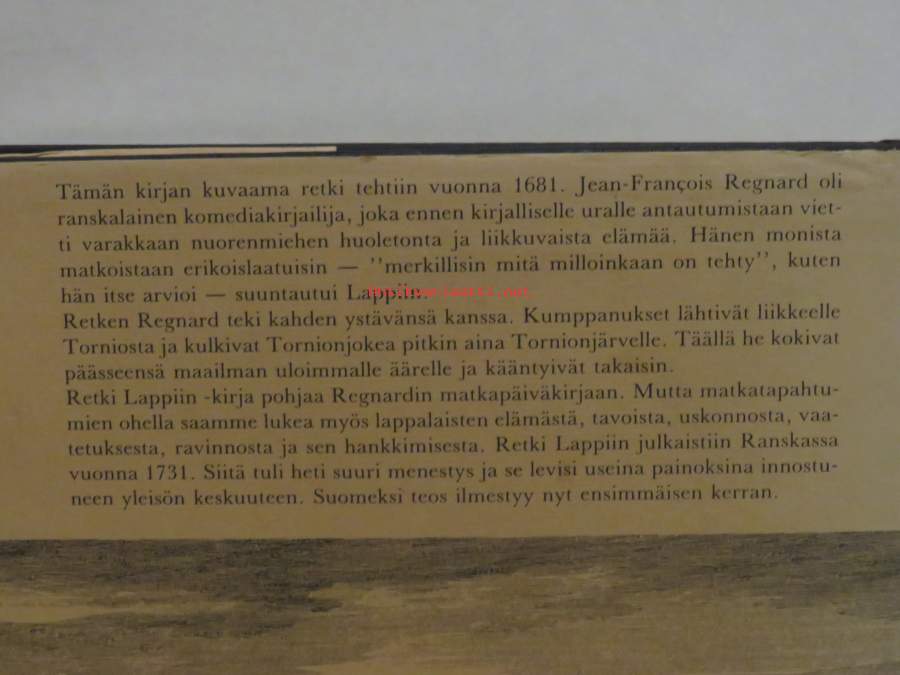 Tämän kirjan kuvaama retki tehtiin vuonna 1681. Jean-François Regnard oli
ranskalainen komediakirjailija, joka ennen kirjalliselle uralle antautumistaan viet-
ti varakkaan nuorenmiehen huoletonta ja liikkuvaista elämää. Hänen monista
matkoistaan erikoislaatuisin — "merkillisin mitä milloinkaan on tehty", kuten
hän itse arvioi — suuntautui Lappiin.
Retken Regnard teki kahden ystävänsä kanssa. Kumppanukset lähtivät liikkeelle
Torniosta ja kulkivat Tornionjokea pitkin aina Tornionjärvelle. Täällä he kokivat
päässeensä maailman uloimmalle äärelle ja kääntyivät takaisin.
Retki Lappiin -kirja pohjaa Regnardin matkapäiväkirjaan. Mutta matkatapahtu-
mien ohella saamme lukea myös lappalaisten elämästä, tavoista, uskonnosta, vaa-
tetuksesta, ravinnosta ja sen hankkimisesta. Retki Lappiin julkaistiin Ranskassa
vuonna 1731. Siitä tuli heti suuri menestys ja se levisi useina painoksina innostu-
neen yleisön keskuuteen. Suomeksi teos ilmestyy nyt ensimmäisen kerran.